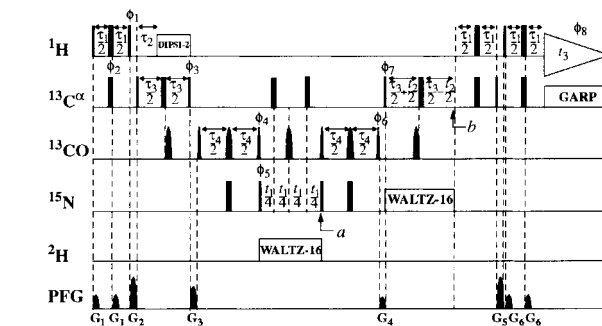 ϕ1 ϕ8
¹H τ1/2 τ1/2 τ2 DIPSI-2 τ1/2 τ1/2 τ1/2 τ1/2 t3
ϕ2 ϕ3 ϕ7
13Cα τ3/2 τ3/2 τ3/2 t2/2 τ3/2 t2/2 GARP
ϕ4 ϕ6 b
13CO τ4/2 τ4/2 τ4/2 τ4/2
ϕ5
15N t1/4 t1/4 t1/4 t1/4 WALTZ-16
a
²H WALTZ-16
PFG
G1 G1 G2 G3 G4 G5 G6 G6